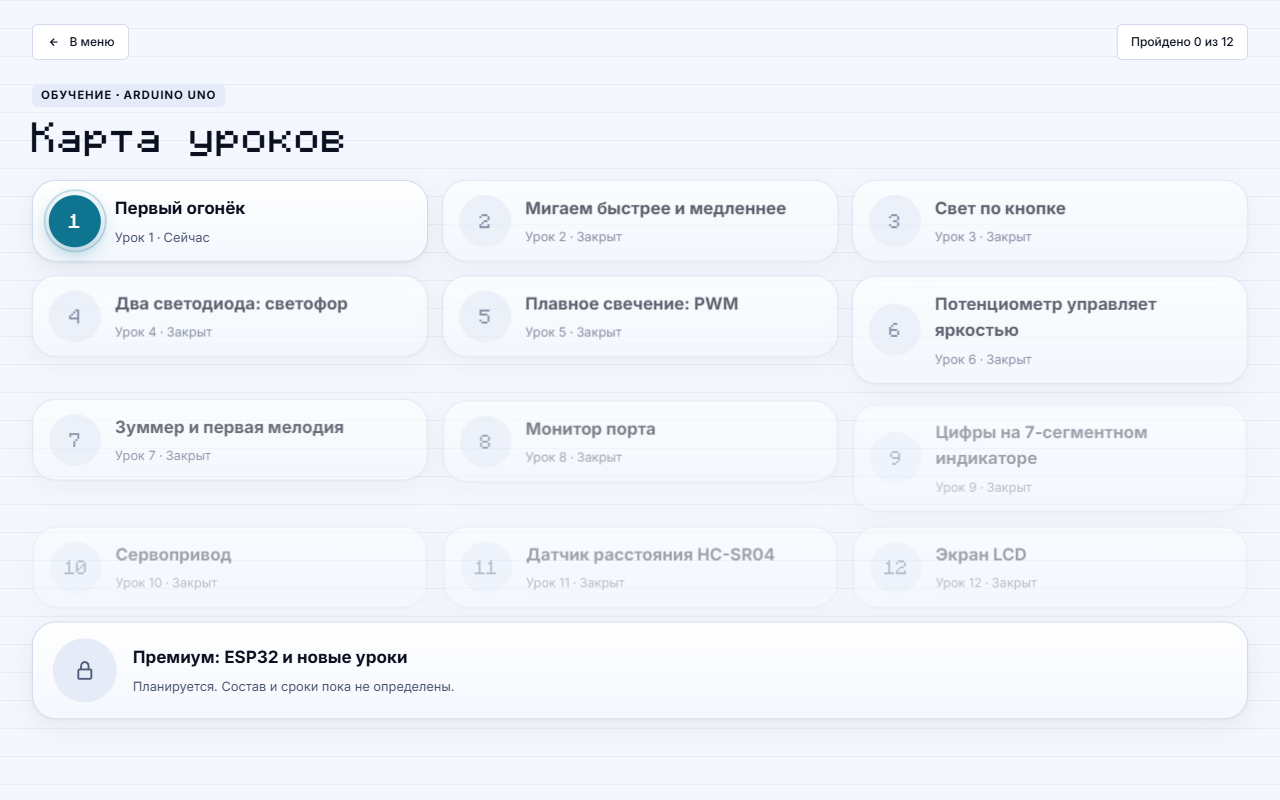 ← В меню
Пройдено 0 из 12
ОБУЧЕНИЕ · ARDUINO UNO
Карта уроков
1
Первый огонёк
Урок 1 · Сейчас
2
Мигаем быстрее и медленнее
Урок 2 · Закрыт
3
Свет по кнопке
Урок 3 · Закрыт
4
Два светодиода: светофор
Урок 4 · Закрыт
5
Плавное свечение: PWM
Урок 5 · Закрыт
6
Потенциометр управляет
яркостью
Урок 6 · Закрыт
7
Зуммер и первая мелодия
Урок 7 · Закрыт
8
Монитор порта
Урок 8 · Закрыт
9
Цифры на 7-сегментном
индикаторе
Урок 9 · Закрыт
10
Сервопривод
Урок 10 · Закрыт
11
Датчик расстояния HC-SR04
Урок 11 · Закрыт
12
Экран LCD
Урок 12 · Закрыт
Премиум: ESP32 и новые уроки
Планируется. Состав и сроки пока не определены.